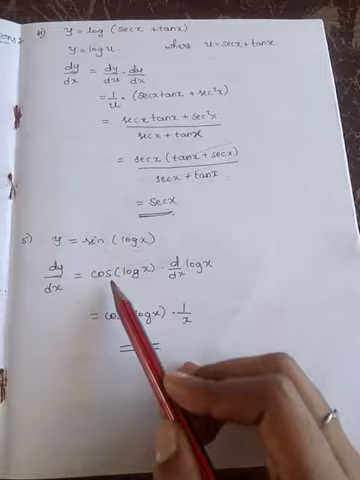 4) y = log (secx + tanx)
y = log u. where u = secx + tanx.
dy/dx = dy/du · du/dx
= 1/u · (secx tanx + sec²x)
= secx tanx + sec²x / secx + tanx
= secx (tanx + secx) / secx + tanx.
= secx
5) y = sin (logx)
dy/dx = cos(logx) · d/dx logx
logx) · 1/x